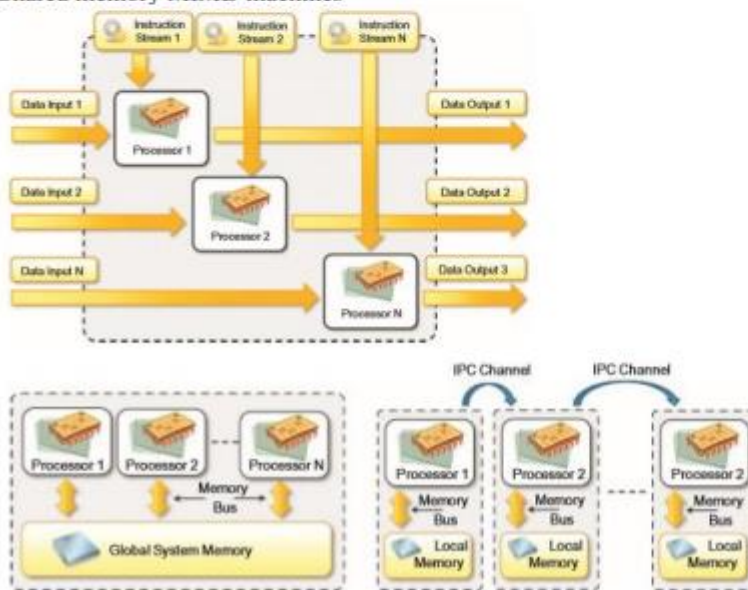 Instruction
Stream 1
Instruction
Stream 2
Instruction
Stream N
Data Input 1
Data Output 1
Processor 1
Data Input 2
Data Output 2
Processor 2
Data Input N
Data Output 3
Processor N
IPC Channel
IPC Channel
Processor 1
Processor 2
Processor N
Memory
Bus
Global System Memory
Processor 1
Processor 2
Processor 2
Memory
Bus
Memory
Bus
Memory
Bus
Local
Memory
Local
Memory
Local
Memory